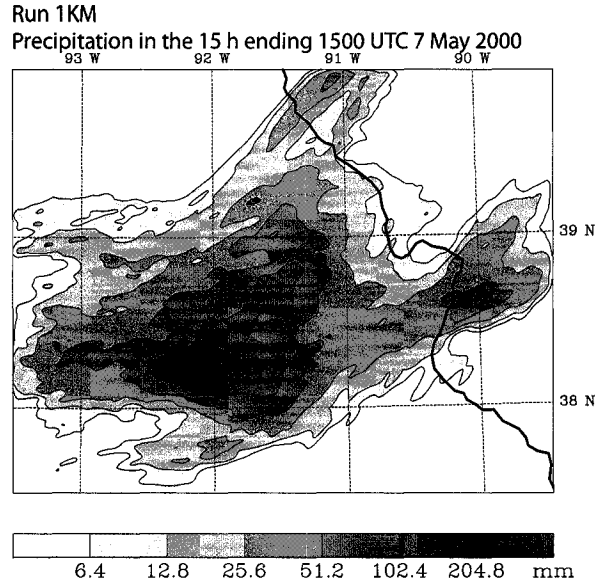 Run 1KM
Precipitation in the 15 h ending 1500 UTC 7 May 2000
93 W 92 W 91 W 90 W
39 N
38 N
6.4 12.8 25.6 51.2 102.4 204.8 mm